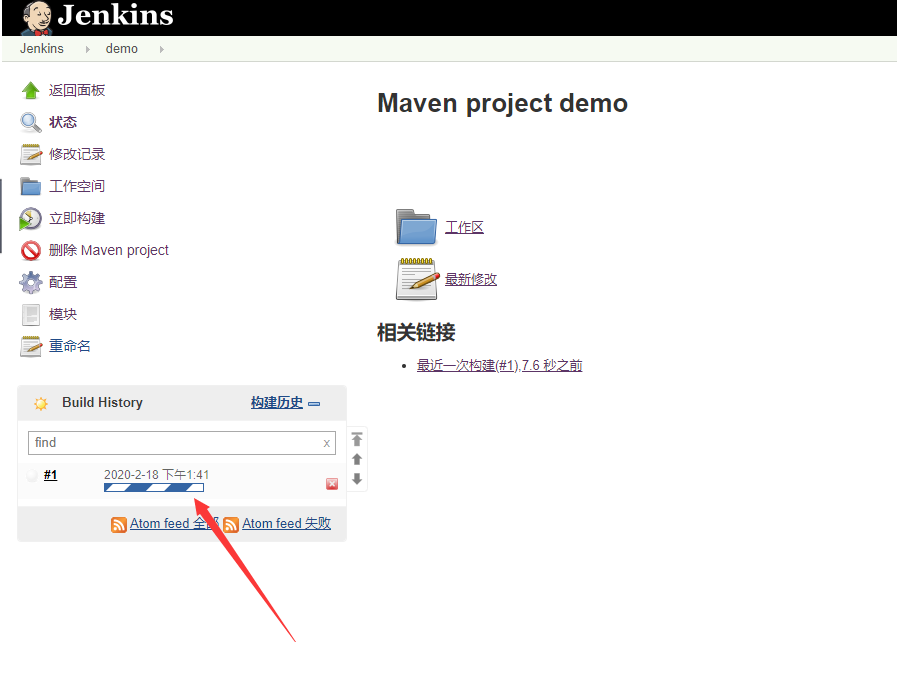 Jenkins
Jenkins demo
返回面板
状态
修改记录
工作空间
立即构建
删除 Maven project
配置
模块
重命名
Build History 构建历史
find x
#1 2020-2-18 下午1:41
Atom feed 全部 Atom feed 失败
Maven project demo
工作区
最新修改
相关链接
最近一次构建(#1),7.6 秒之前